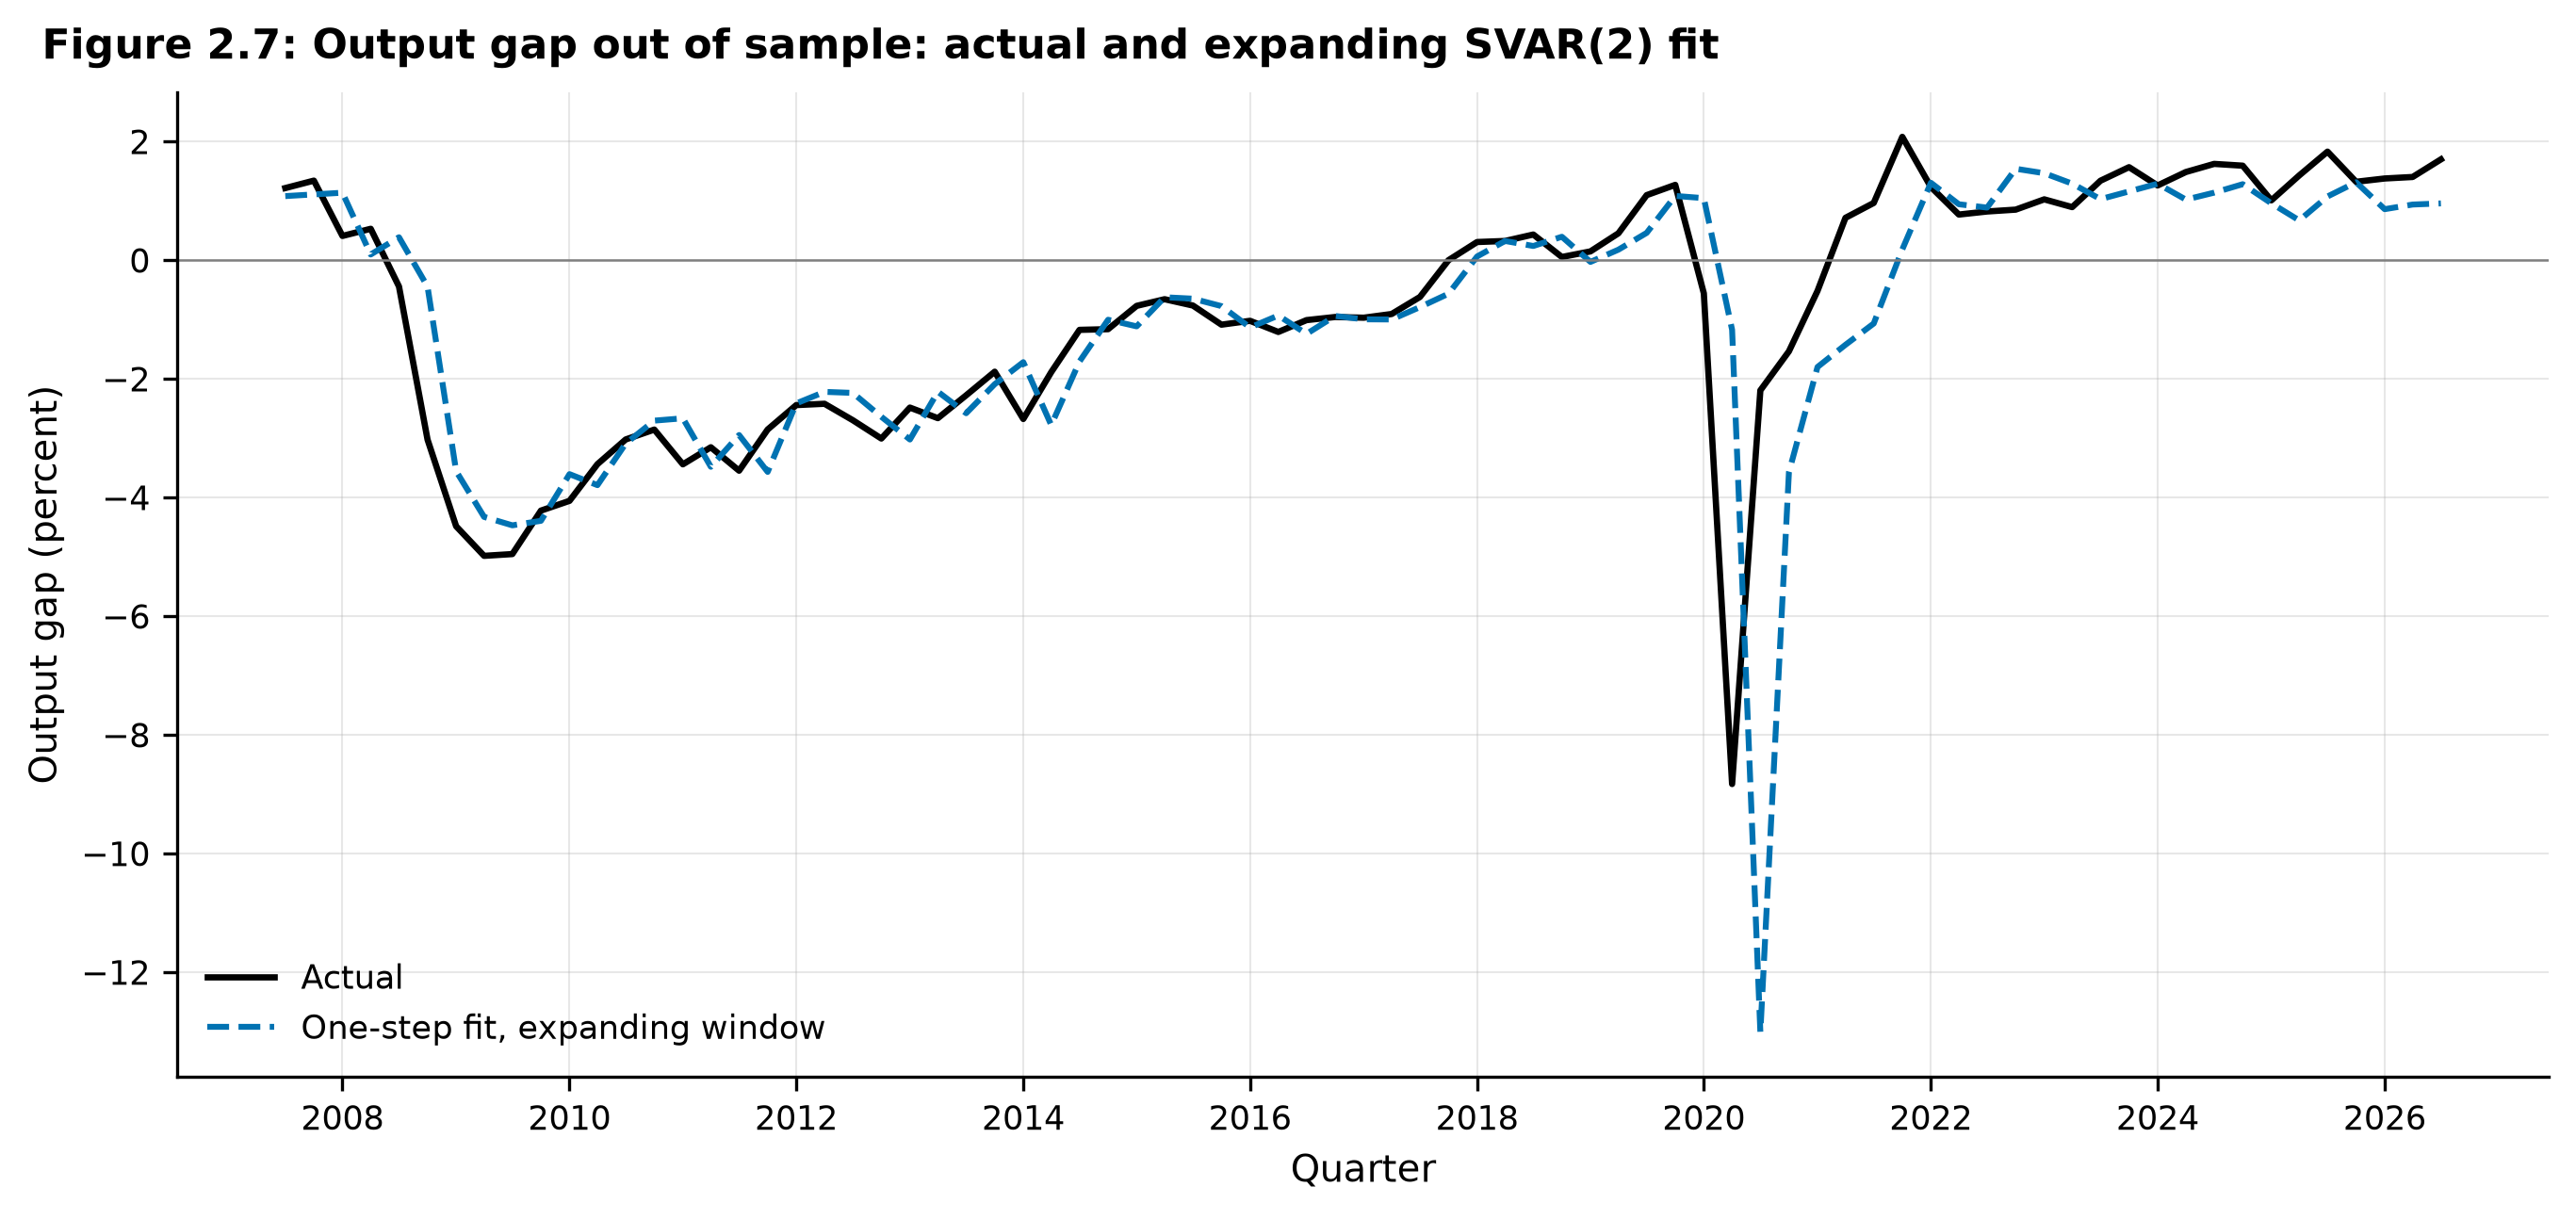 Figure 2.7: Output gap out of sample: actual and expanding SVAR(2) fit
Output gap (percent)
2
0
−2
−4
−6
−8
−10
−12
Actual
One-step fit, expanding window
2008 2010 2012 2014 2016 2018 2020 2022 2024 2026
Quarter